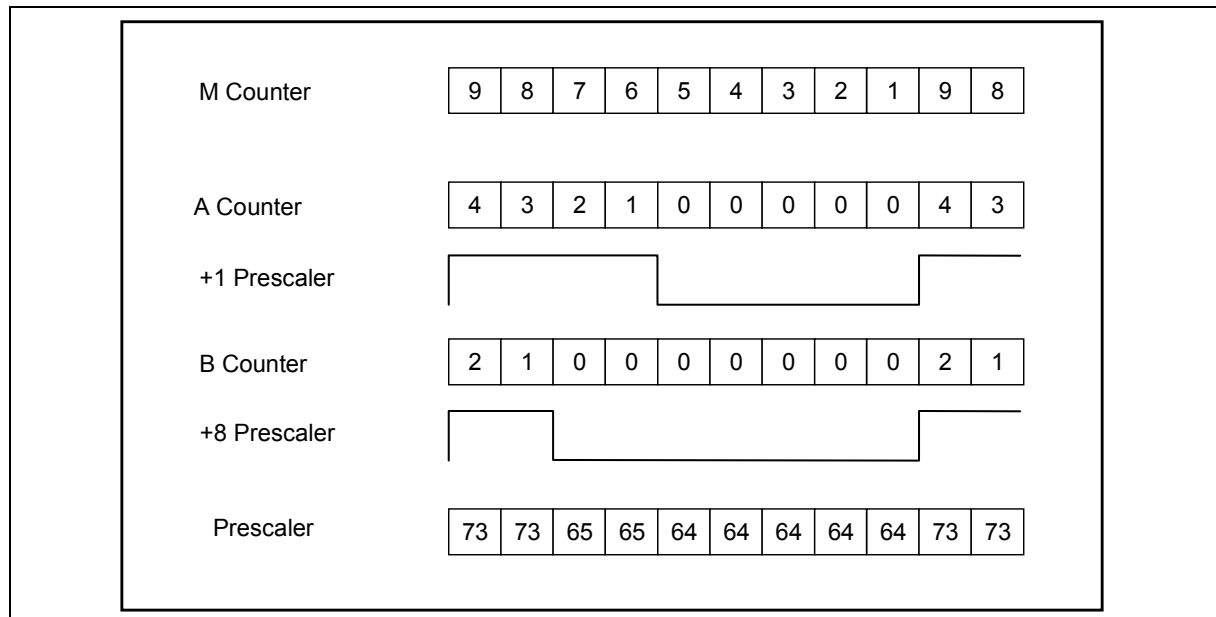 M Counter 9 8 7 6 5 4 3 2 1 9 8
A Counter 4 3 2 1 0 0 0 0 0 4 3
+1 Prescaler
B Counter 2 1 0 0 0 0 0 0 0 2 1
+8 Prescaler
Prescaler 73 73 65 65 64 64 64 64 64 73 73